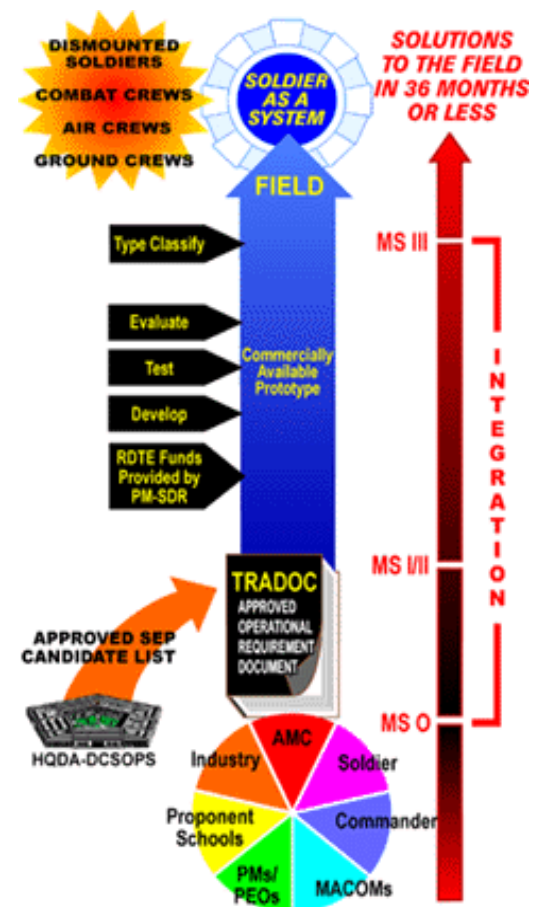 DISMOUNTED
SOLDIERS
COMBAT CREWS
AIR CREWS
GROUND CREWS
SOLDIER
AS A
SYSTEM
SOLUTIONS
TO THE FIELD
IN 36 MONTHS
OR LESS
FIELD
Type Classify
MS III
Evaluate
Test
Develop
RDTE Funds
Provided by
PM-SDR
Commercially
Available
Prototype
INTEGRATION
MS I/II
TRADOC
APPROVED
OPERATIONAL
REQUIREMENT
DOCUMENT
APPROVED SEP
CANDIDATE LIST
HQDA-DCSOPS
MS O
AMC
Industry
Soldier
Proponent
Schools
Commander
PMs/
PEOs
MACOMs